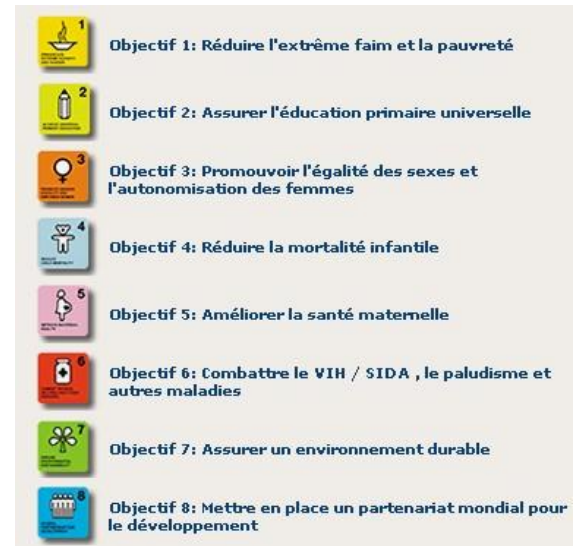 1
Objectif 1: Réduire l'extrême faim et la pauvreté
2
Objectif 2: Assurer l'éducation primaire universelle
3
Objectif 3: Promouvoir l'égalité des sexes et
l'autonomisation des femmes
4
Objectif 4: Réduire la mortalité infantile
5
Objectif 5: Améliorer la santé maternelle
6
Objectif 6: Combattre le VIH / SIDA , le paludisme et
autres maladies
7
Objectif 7: Assurer un environnement durable
8
Objectif 8: Mettre en place un partenariat mondial pour
le développement